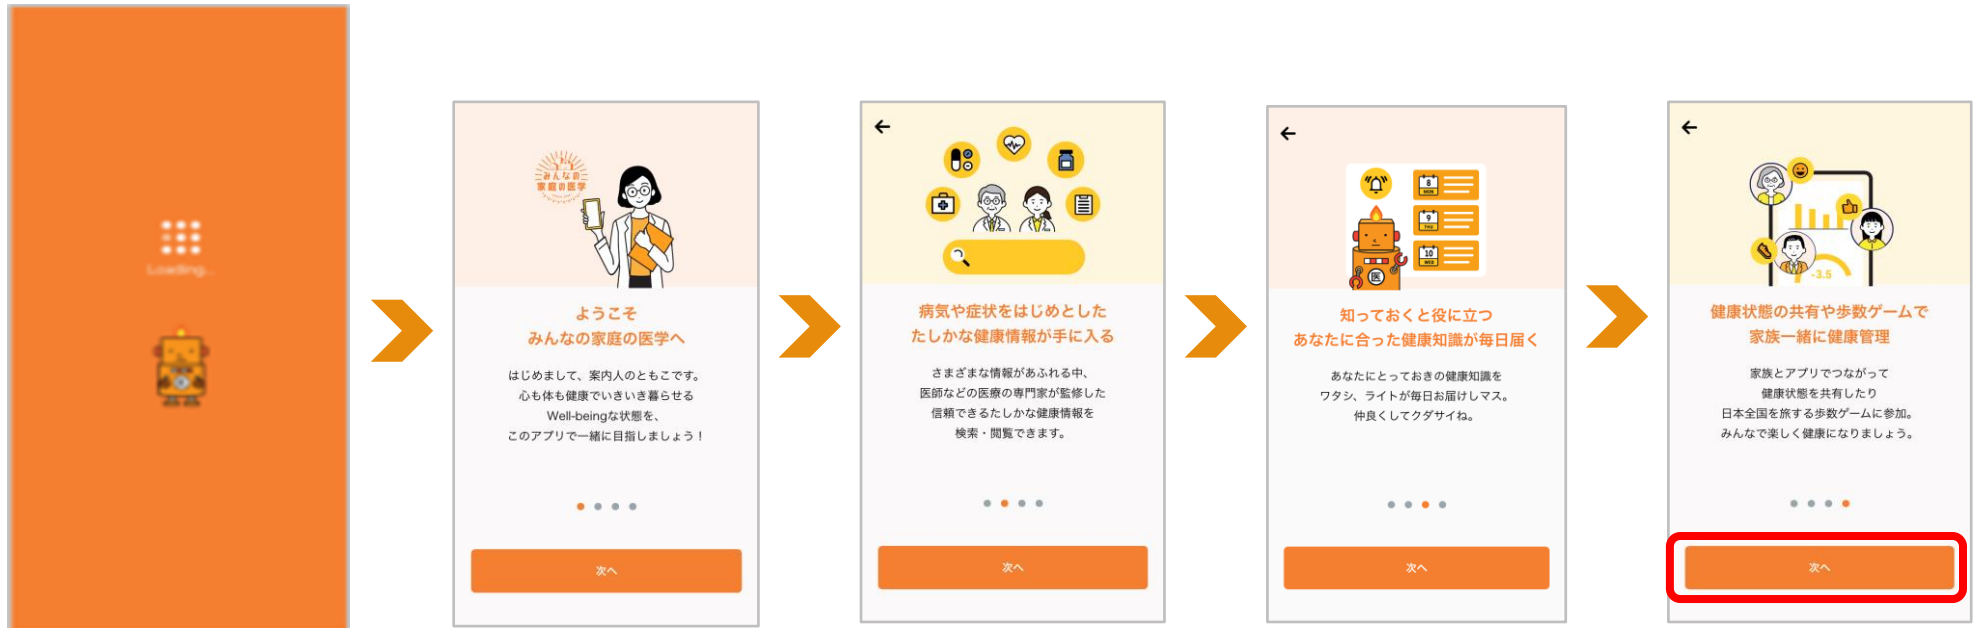 Loading...
みんなの
家庭の医学
ようこそ
みんなの家庭の医学へ
はじめまして、案内人のともこです。
心も体も健康でいきいき暮らせる
Well-beingな状態を、
このアプリで一緒に目指しましょう！
次へ
病気や症状をはじめとした
たしかな健康情報が手に入る
さまざまな情報があふれる中、
医師などの医療の専門家が監修した
信頼できるたしかな健康情報を
検索・閲覧できます。
次へ
8
MON
9
THU
10
WED
医
知っておくと役に立つ
あなたに合った健康知識が毎日届く
あなたにとっておきの健康知識を
ワタシ、ライトが毎日お届けしマス。
仲良くしてクダサイね。
次へ
-3.5
健康状態の共有や歩数ゲームで
家族一緒に健康管理
家族とアプリでつながって
健康状態を共有したり
日本全国を旅する歩数ゲームに参加。
みんなで楽しく健康になりましょう。
次へ